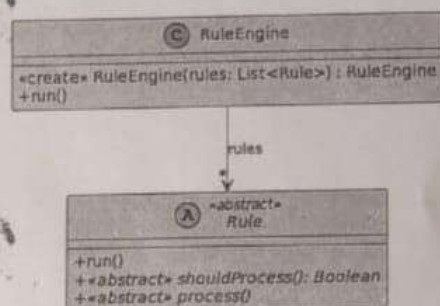 C RuleEngine
«create» RuleEngine(rules: List<Rule>) : RuleEngine
+run()
rules
*
A «abstract»
Rule
+run()
+«abstract» shouldProcess(): Boolean
+«abstract» process()